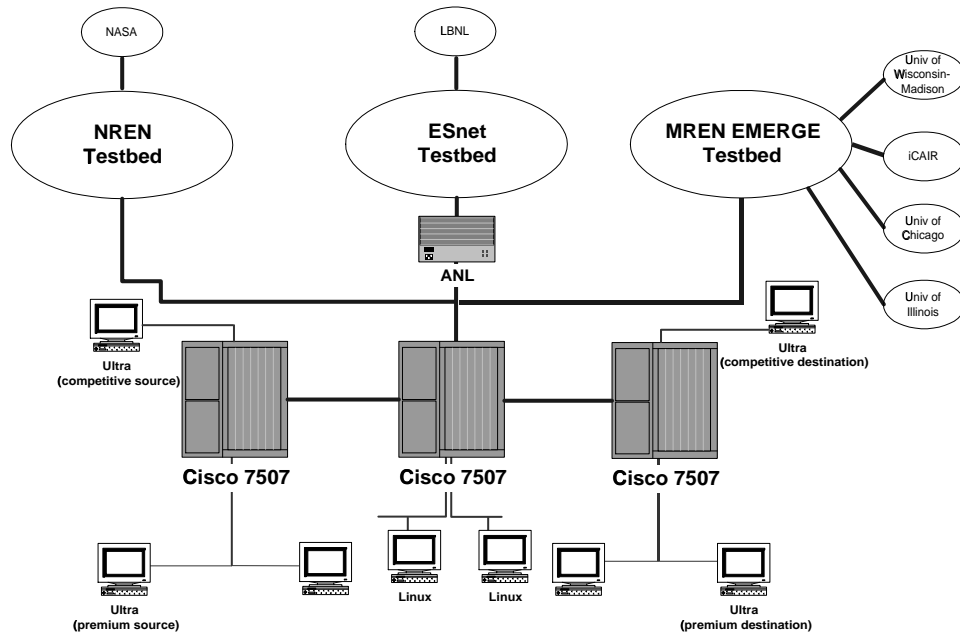 NASA
LBNL
Univ of
Wisconsin-
Madison
NREN
Testbed
ESnet
Testbed
MREN EMERGE
Testbed
iCAIR
Univ of
Chicago
ANL
Univ of
Illinois
Ultra
(competitive source)
Ultra
(competitive destination)
Cisco 7507
Cisco 7507
Cisco 7507
Ultra
(premium source)
Linux
Linux
Ultra
(premium destination)